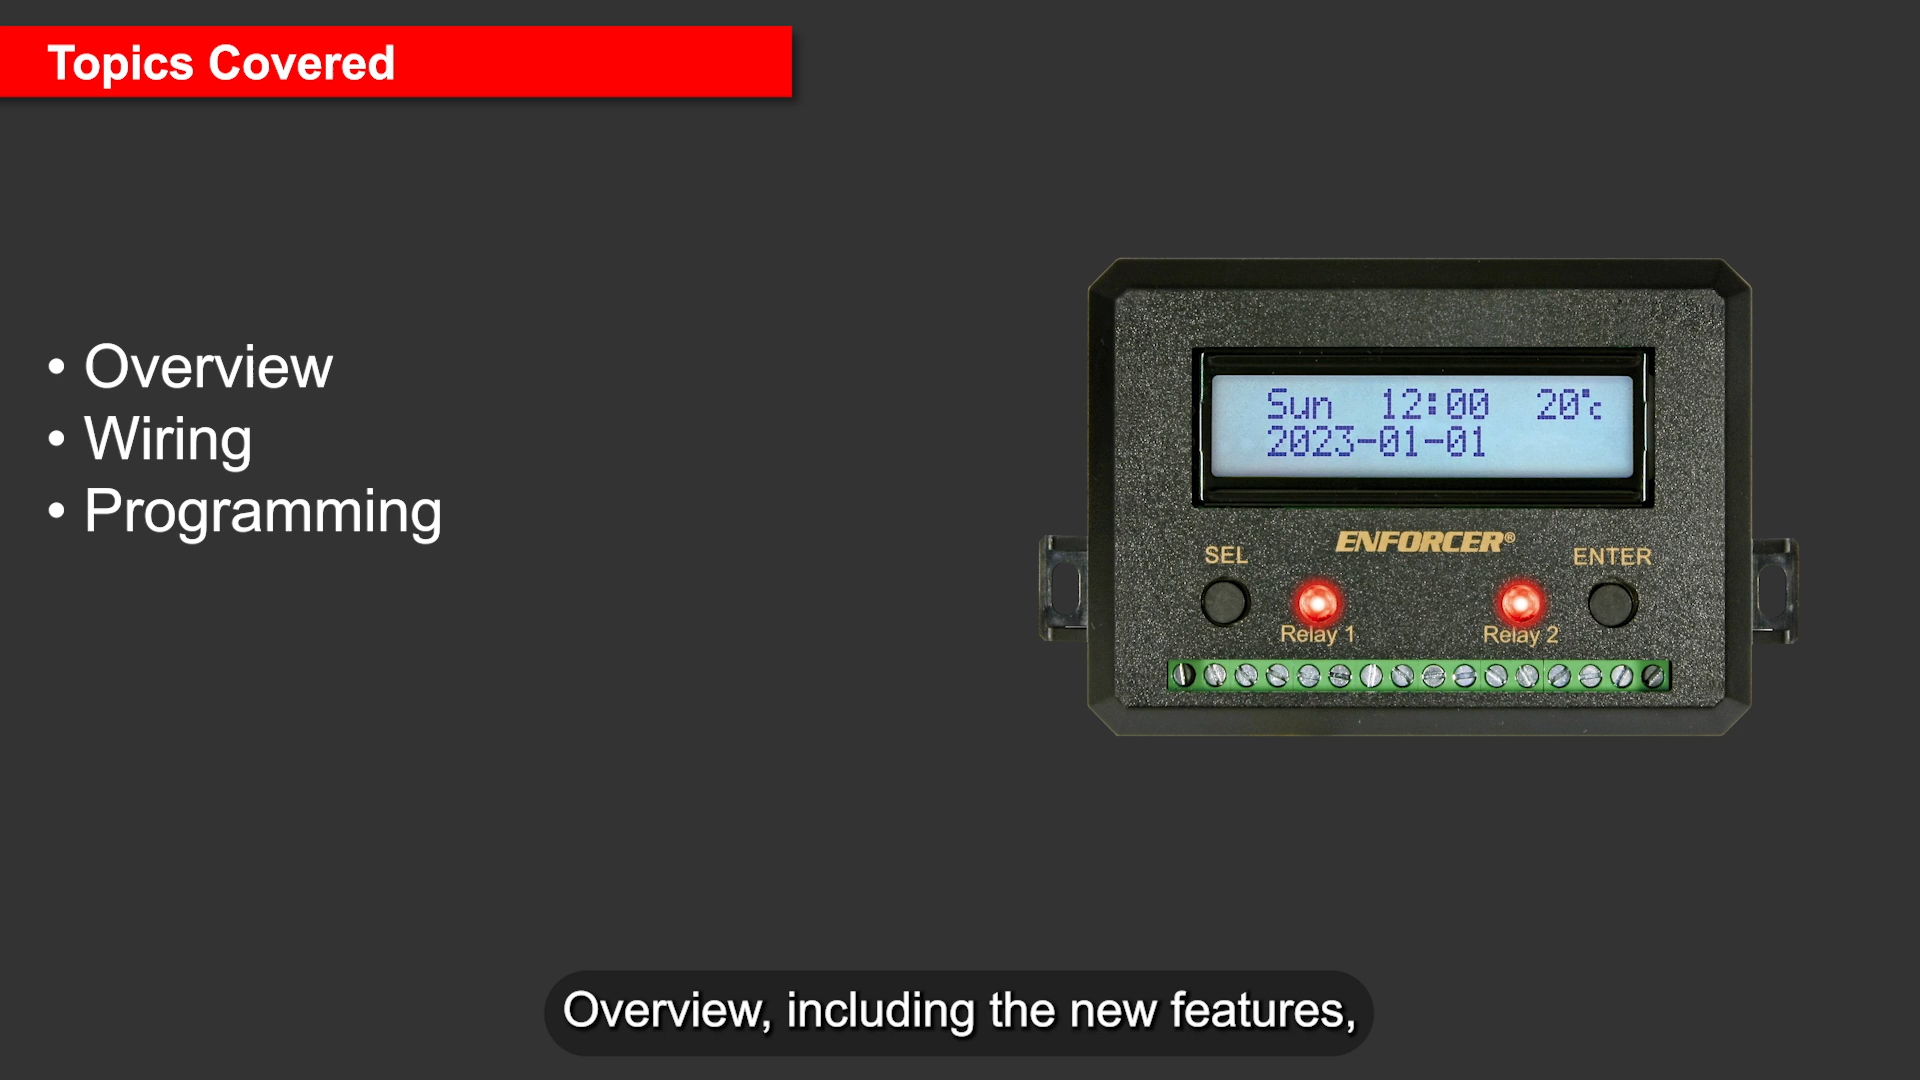 Topics Covered
• Overview
• Wiring
• Programming
Sun 12:00 20°c
2023-01-01
ENFORCER®
SEL
ENTER
Relay 1
Relay 2
Overview, including the new features,